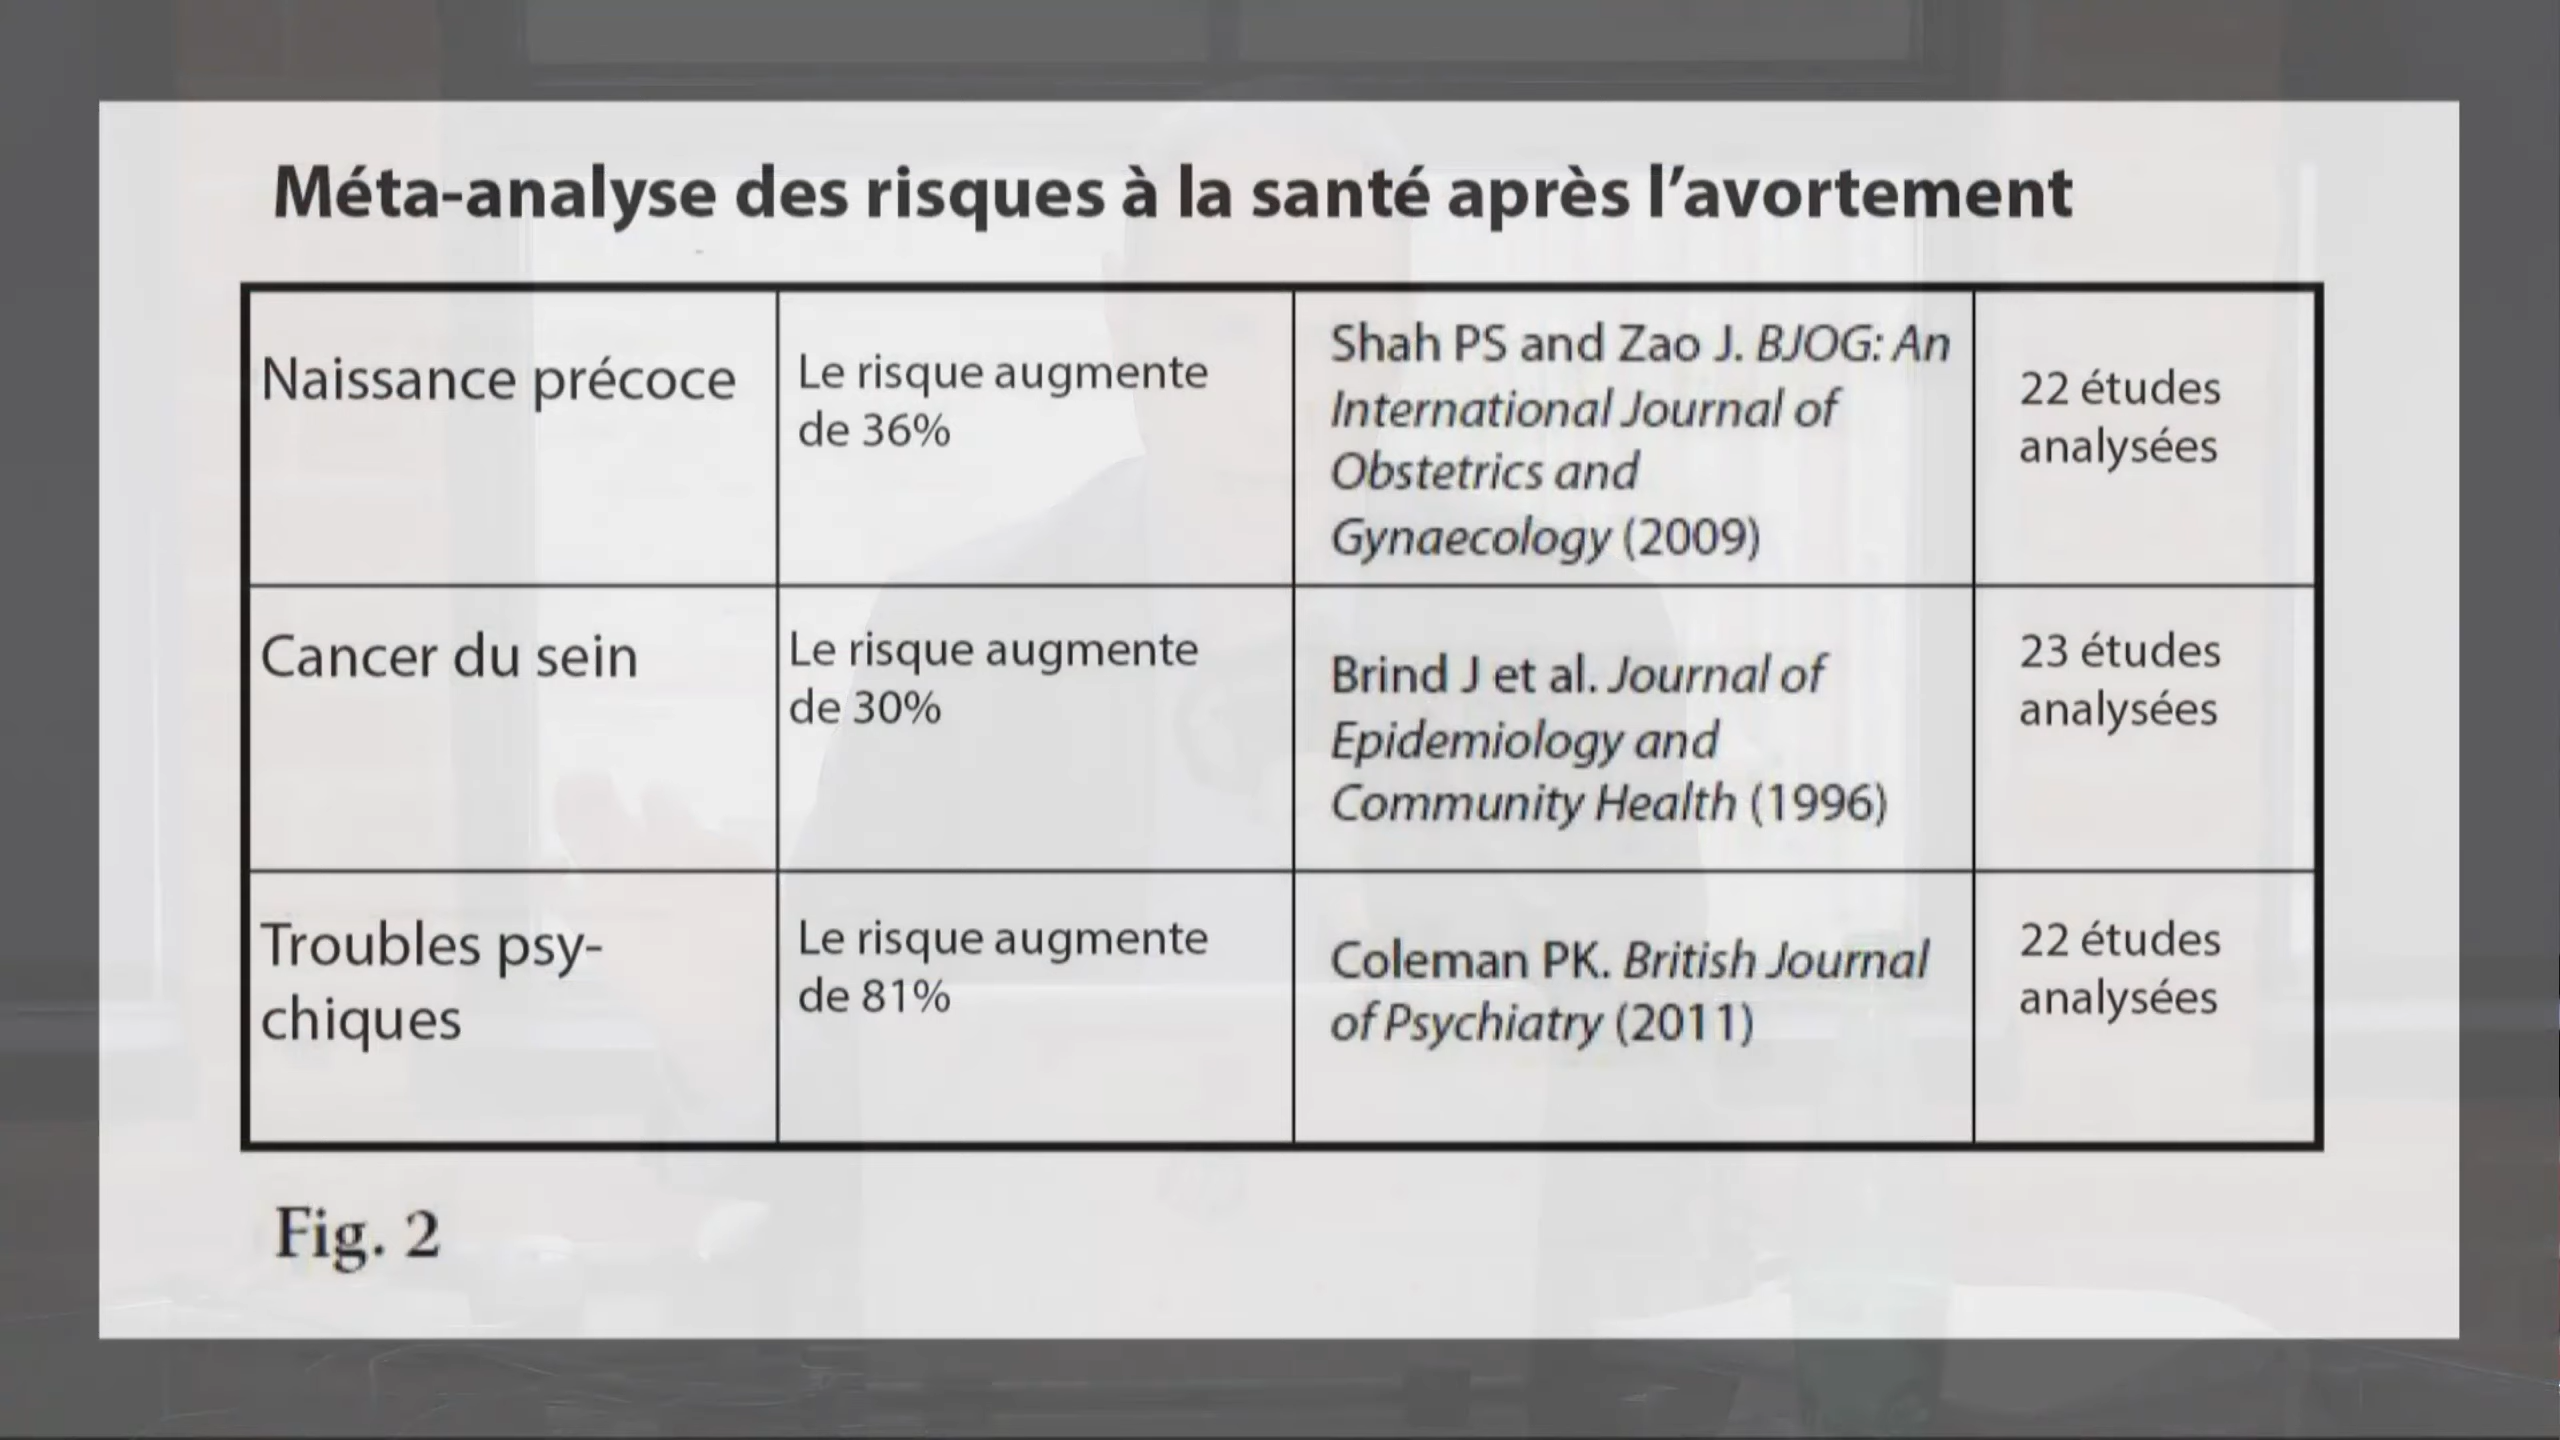 Méta-analyse des risques à la santé après l’avortement
Naissance précoce
Le risque augmente
de 36%
Shah PS and Zao J. BJOG: An
International Journal of
Obstetrics and
Gynaecology (2009)
22 études
analysées
Cancer du sein
Le risque augmente
de 30%
Brind J et al. Journal of
Epidemiology and
Community Health (1996)
23 études
analysées
Troubles psy-
chiques
Le risque augmente
de 81%
Coleman PK. British Journal
of Psychiatry (2011)
22 études
analysées
Fig. 2